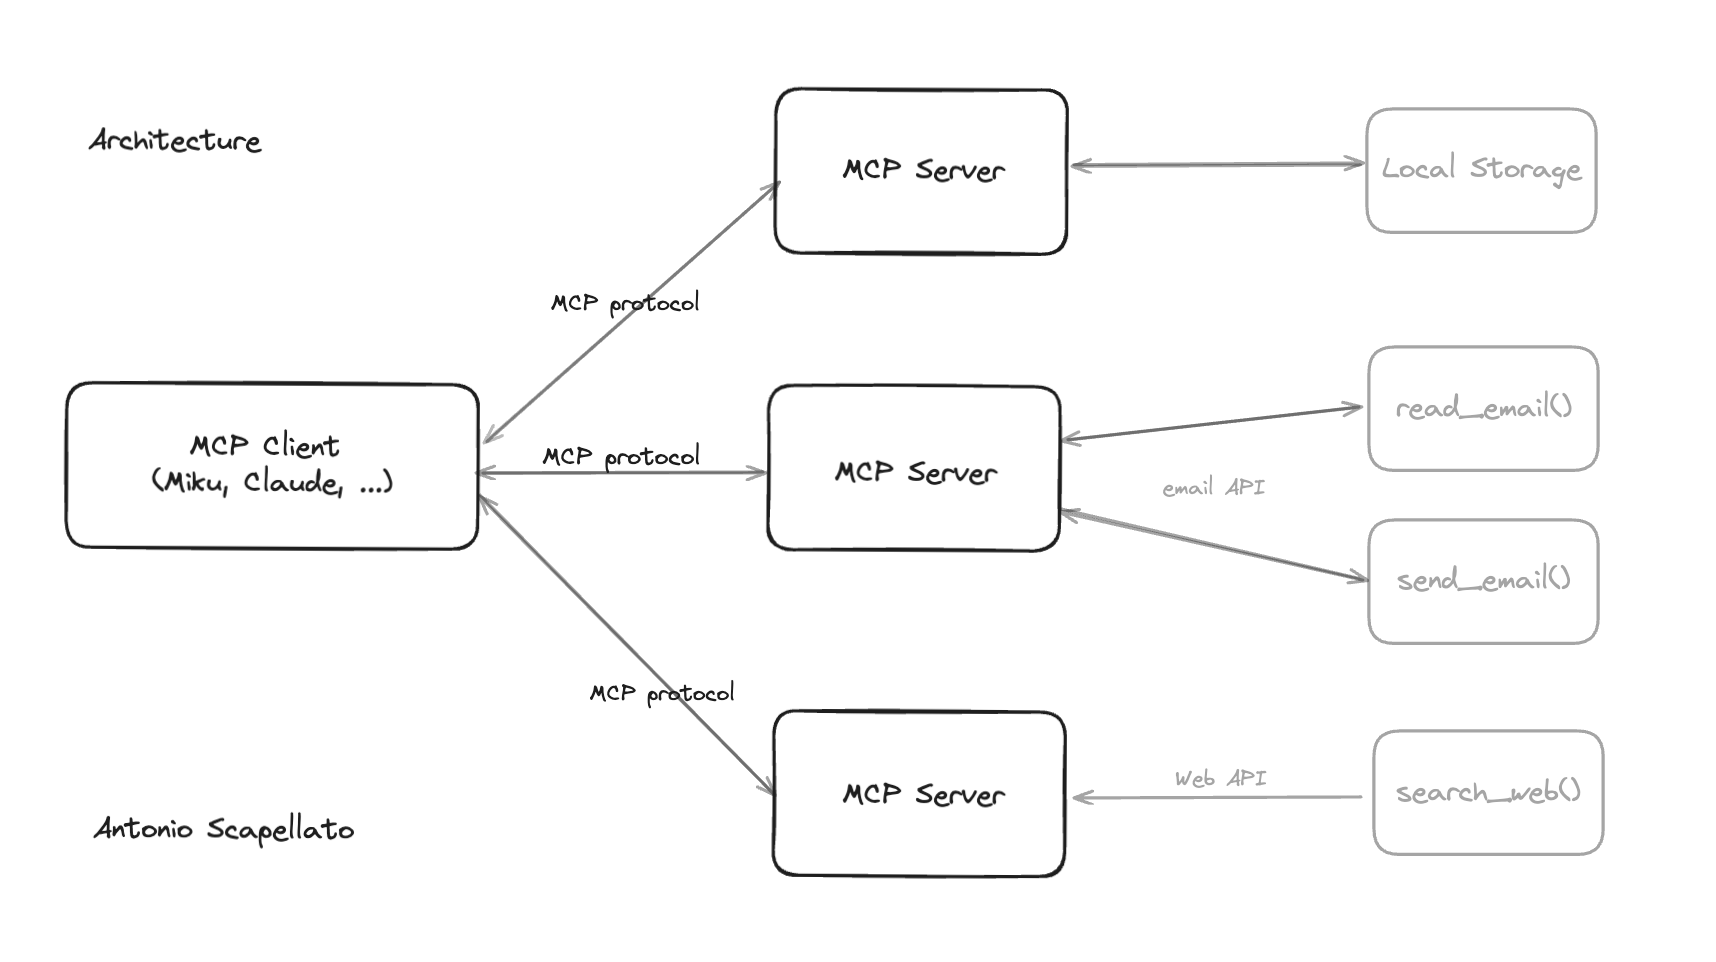 Architecture
MCP Server
Local Storage
MCP protocol
read_email()
MCP Client
(Miku, Claude, ...)
MCP protocol
MCP Server
email API
send_email()
MCP protocol
MCP Server
Web API
search_web()
Antonio Scapellato